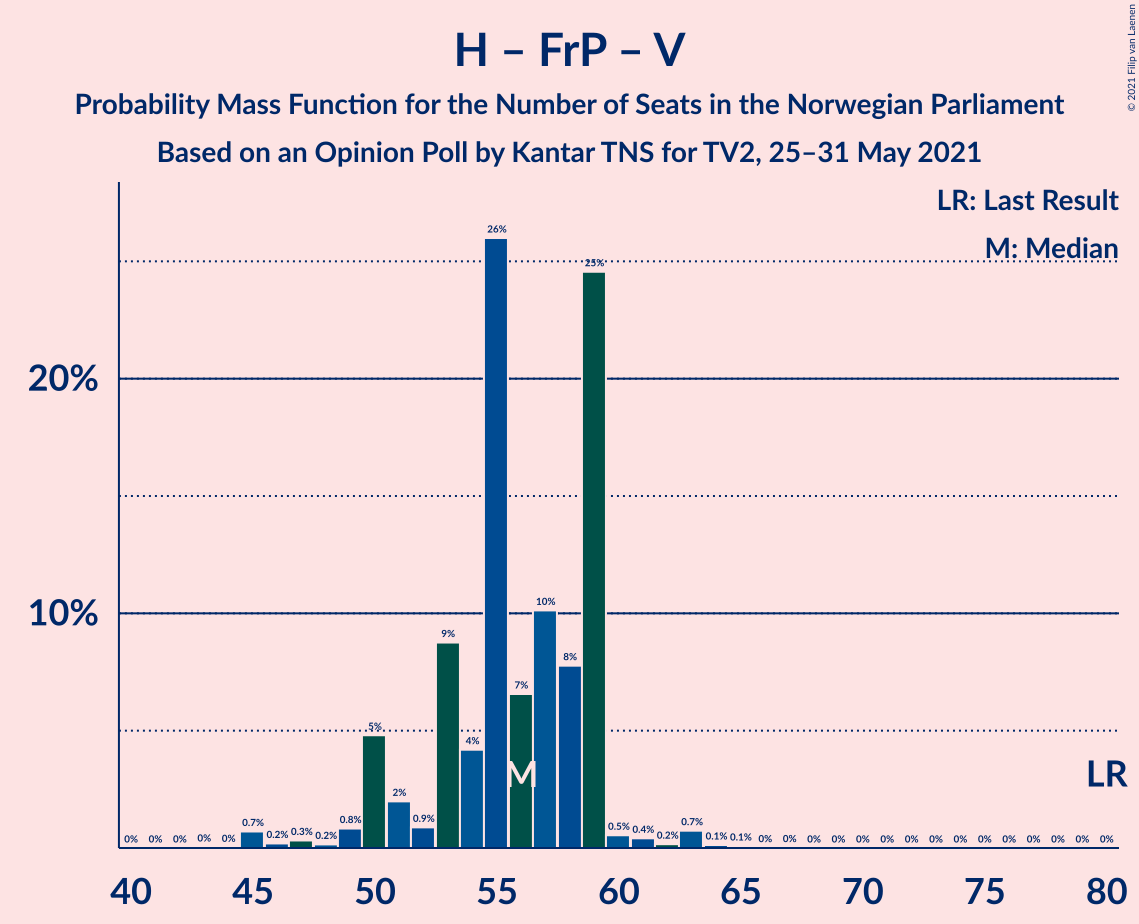 H – FrP – V
Probability Mass Function for the Number of Seats in the Norwegian Parliament
Based on an Opinion Poll by Kantar TNS for TV2, 25–31 May 2021
© 2021 Filip van Laenen
LR: Last Result
M: Median
26%
25%
20%
10%
9%
10%
8%
7%
5%
4%
2%
M
LR
0% 0% 0% 0% 0% 0.7% 0.2% 0.3% 0.2% 0.8% 0.9% 0.5% 0.4% 0.2% 0.7% 0.1% 0.1% 0% 0% 0% 0% 0% 0% 0% 0% 0% 0% 0% 0% 0% 0% 0%
40 45 50 55 60 65 70 75 80